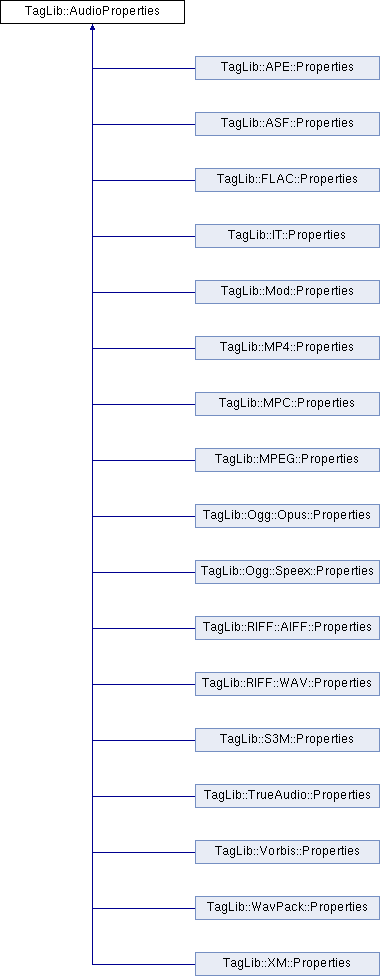 TagLib::AudioProperties
TagLib::APE::Properties
TagLib::ASF::Properties
TagLib::FLAC::Properties
TagLib::IT::Properties
TagLib::Mod::Properties
TagLib::MP4::Properties
TagLib::MPC::Properties
TagLib::MPEG::Properties
TagLib::Ogg::Opus::Properties
TagLib::Ogg::Speex::Properties
TagLib::RIFF::AIFF::Properties
TagLib::RIFF::WAV::Properties
TagLib::S3M::Properties
TagLib::TrueAudio::Properties
TagLib::Vorbis::Properties
TagLib::WavPack::Properties
TagLib::XM::Properties